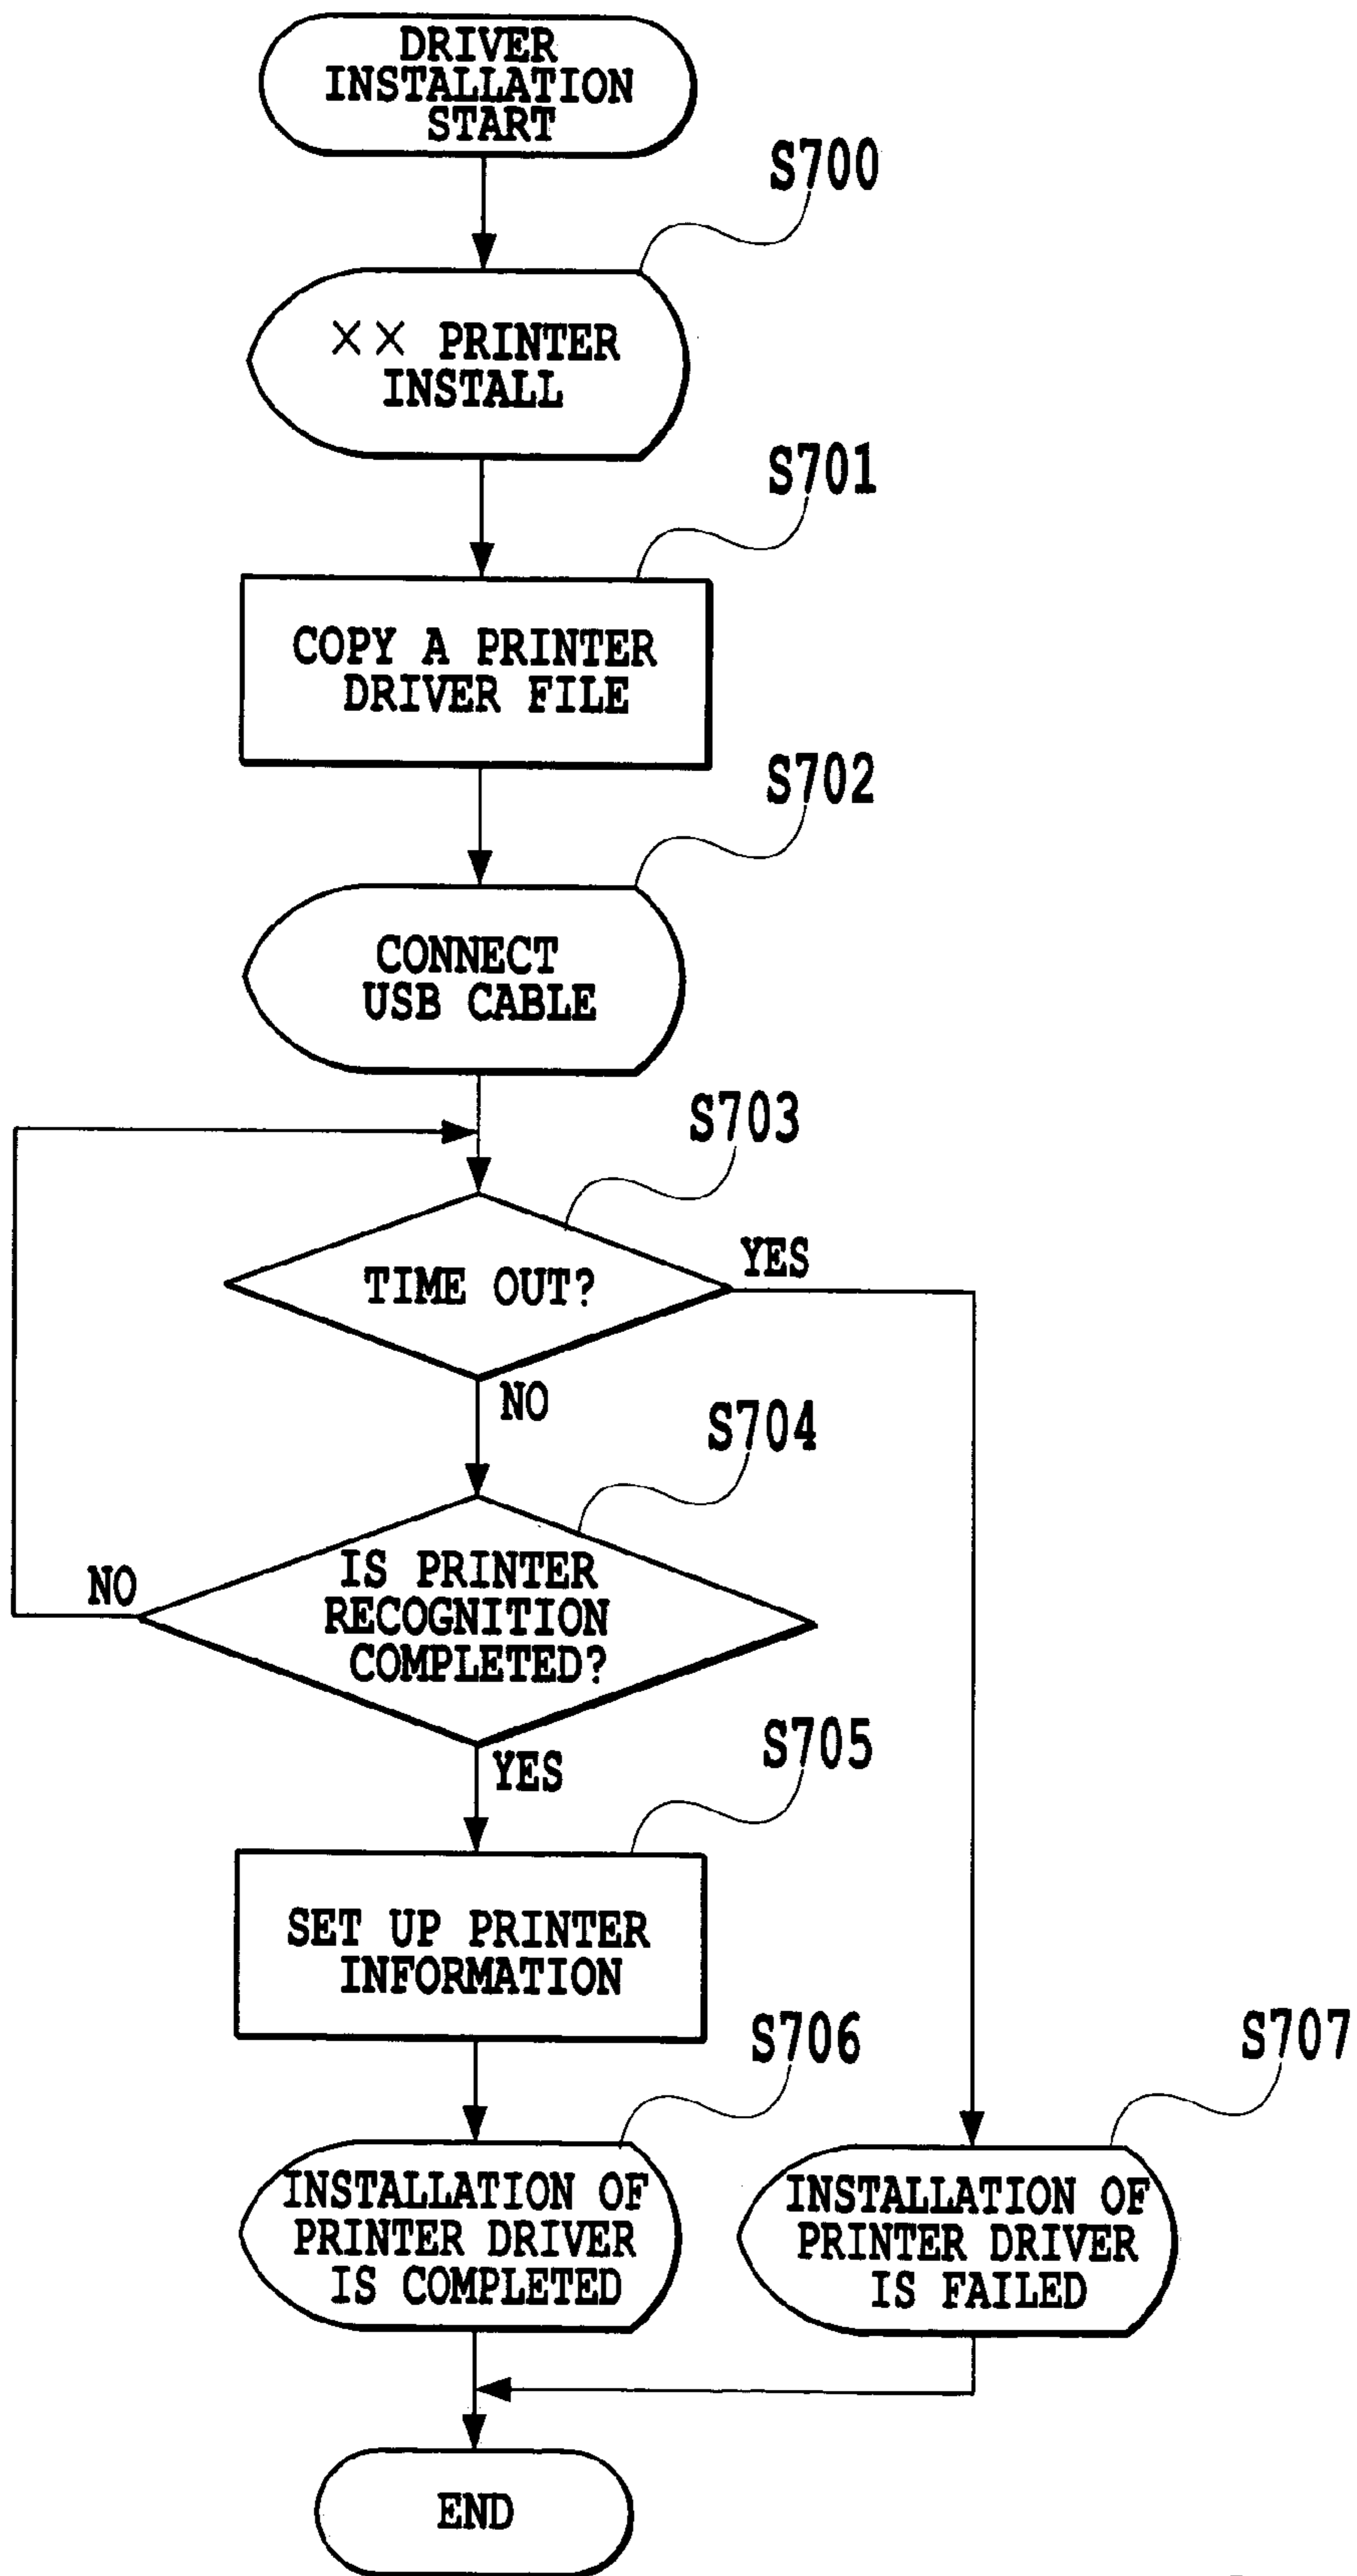 DRIVER
INSTALLATION
START
S700
×× PRINTER
INSTALL
S701
COPY A PRINTER
DRIVER FILE
S702
CONNECT
USB CABLE
S703
TIME OUT?
YES
NO
S704
IS PRINTER
RECOGNITION
COMPLETED?
NO
YES
S705
SET UP PRINTER
INFORMATION
S706
INSTALLATION OF
PRINTER DRIVER
IS COMPLETED
S707
INSTALLATION OF
PRINTER DRIVER
IS FAILED
END